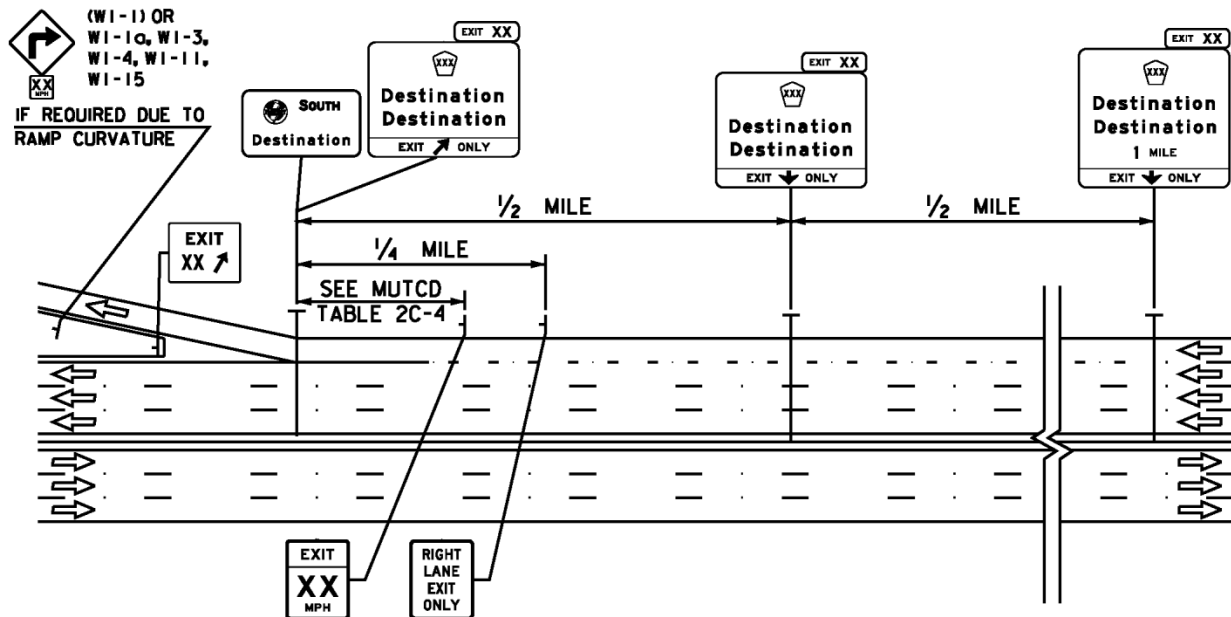 (W1-1) OR
W1-1a, W1-3,
W1-4, W1-11,
W1-15
XX
MPH
IF REQUIRED DUE TO
RAMP CURVATURE
SOUTH
Destination
EXIT XX
XXX
Destination
Destination
EXIT ONLY
EXIT XX
XXX
Destination
Destination
EXIT ONLY
EXIT XX
XXX
Destination
Destination
1 MILE
EXIT ONLY
1/2 MILE
1/2 MILE
1/4 MILE
SEE MUTCD
TABLE 2C-4
EXIT
XX
EXIT
XX
MPH
RIGHT
LANE
EXIT
ONLY